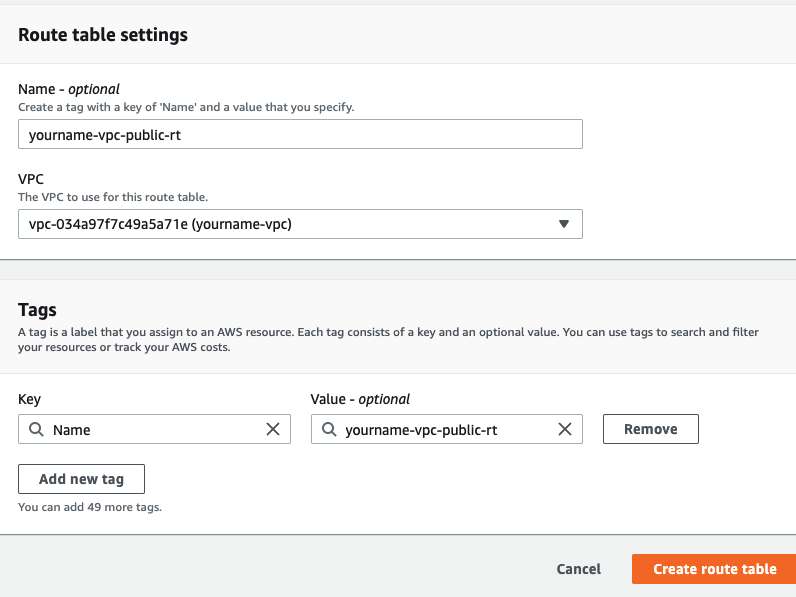 Route table settings
Name - optional
Create a tag with a key of 'Name' and a value that you specify.
yourname-vpc-public-rt
VPC
The VPC to use for this route table.
vpc-034a97f7c49a5a71e (yourname-vpc)
Tags
A tag is a label that you assign to an AWS resource. Each tag consists of a key and an optional value. You can use tags to search and filter
your resources or track your AWS costs.
Key Value - optional
Name yourname-vpc-public-rt Remove
Add new tag
You can add 49 more tags.
Cancel Create route table